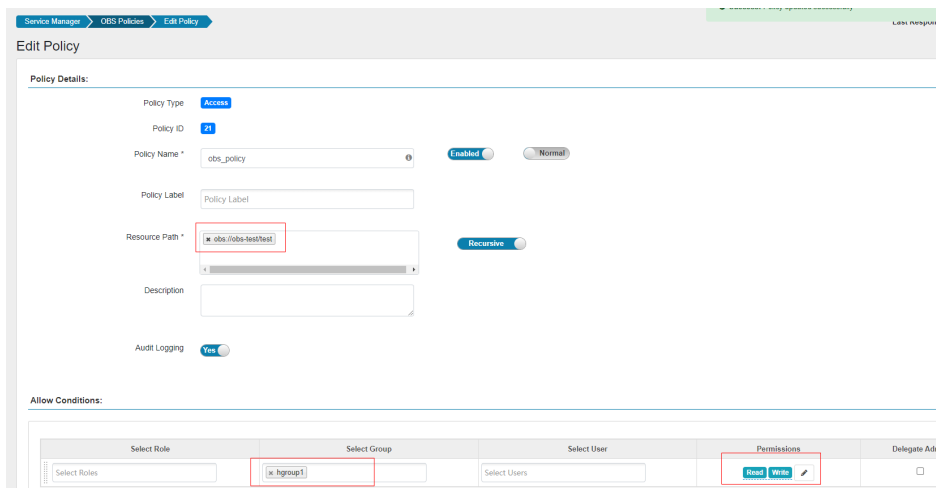 Service Manager OBS Policies Edit Policy
Last Respon
Edit Policy
Policy Details:
Policy Type Access
Policy ID 21
Policy Name * obs_policy Enabled Normal
Policy Label Policy Label
Resource Path * × obs://obs-test/test Recursive
Description
Audit Logging Yes
Allow Conditions:
Select Role Select Group Select User Permissions Delegate Adm
Select Roles × hgroup1 Select Users Read Write